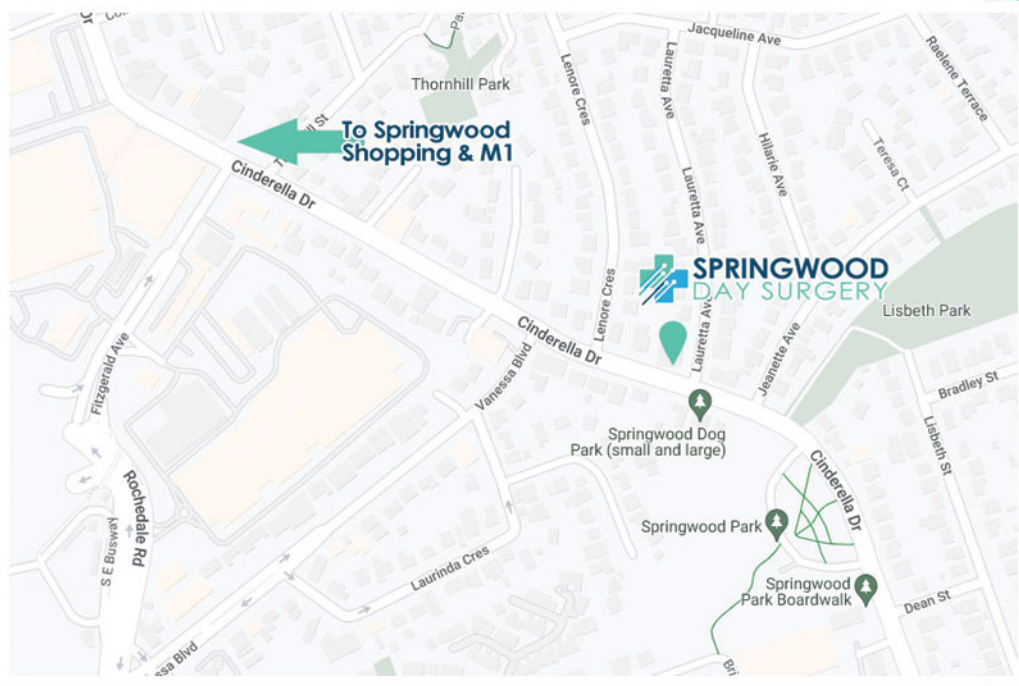 Dr
Jacqueline Ave
Thornhill Park
Lauretta Ave
Lenore Cres
Raelene Terrace
To Springwood
Shopping & M1
Hilarie Ave
Teresa Ct
Cinderella Dr
Lauretta Ave
SPRINGWOOD
DAY SURGERY
Lisbeth Park
Lenore Cres
Cinderella Dr
Lauretta Ave
Jeanette Ave
Fitzgerald Ave
Vanessa Blvd
Bradley St
Springwood Dog
Park (small and large)
Lisbeth St
Cinderella Dr
Rochedale Rd
S E Busway
Springwood Park
Laurinda Cres
Springwood
Park Boardwalk
Dean St
Blvd